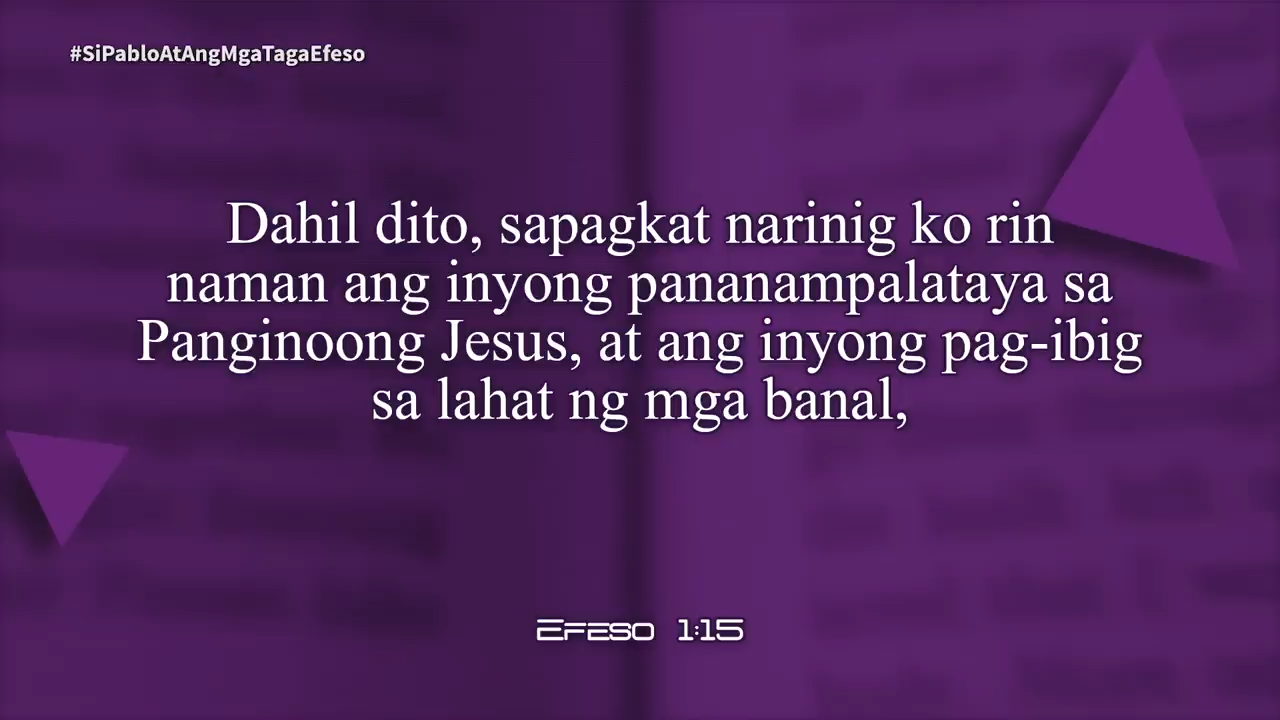 #SiPabloAtAngMgaTagaEfeso
Dahil dito, sapagkat narinig ko rin
naman ang inyong pananampalataya sa
Panginoong Jesus, at ang inyong pag-ibig
sa lahat ng mga banal,
Efeso 1:15